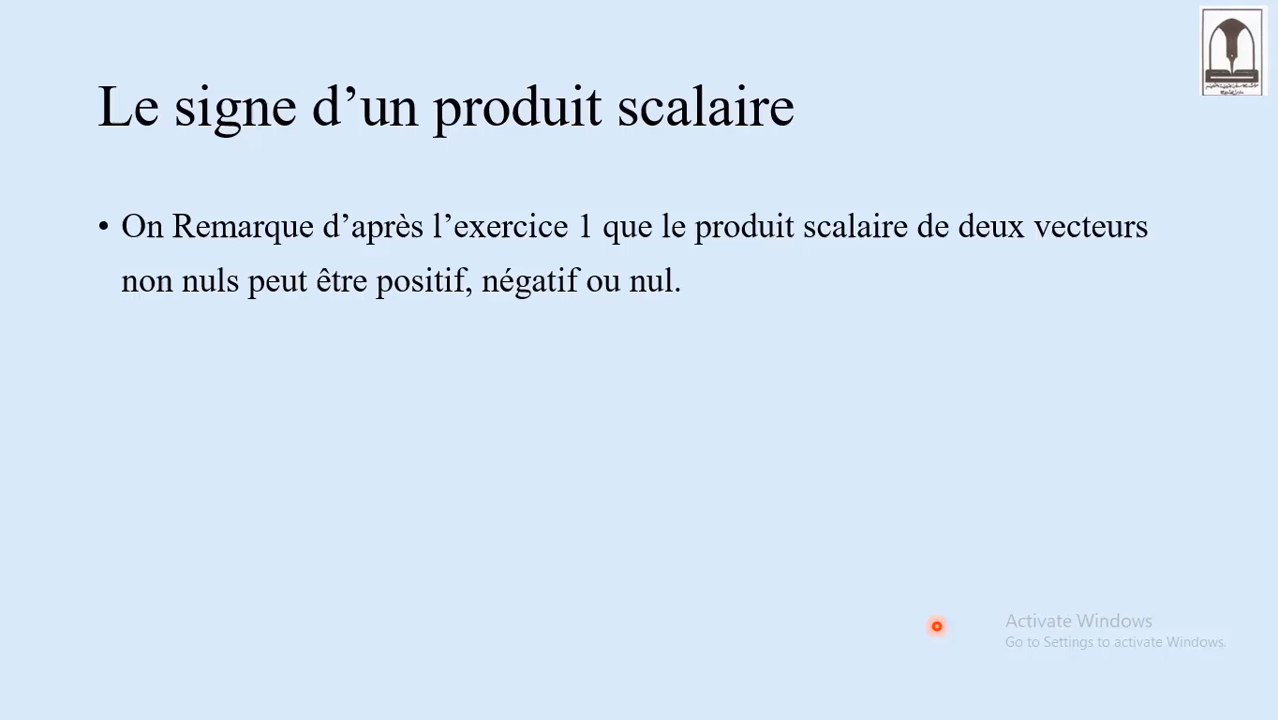 Le signe d’un produit scalaire
• On Remarque d’après l’exercice 1 que le produit scalaire de deux vecteurs
non nuls peut être positif, négatif ou nul.
Activate Windows
Go to Settings to activate Windows.